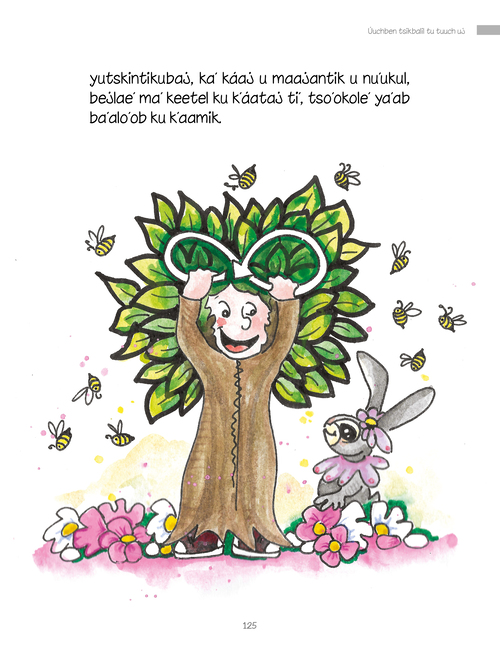 Úuchben tsikbalil tu tuuch uj
yutskintikubaj, ka' káaj u maajantik u nu'ukul,
bejlae' ma' keetel ku k'áataj ti', tso'okole' ya'ab
ba'alo'ob ku k'aamik.
125